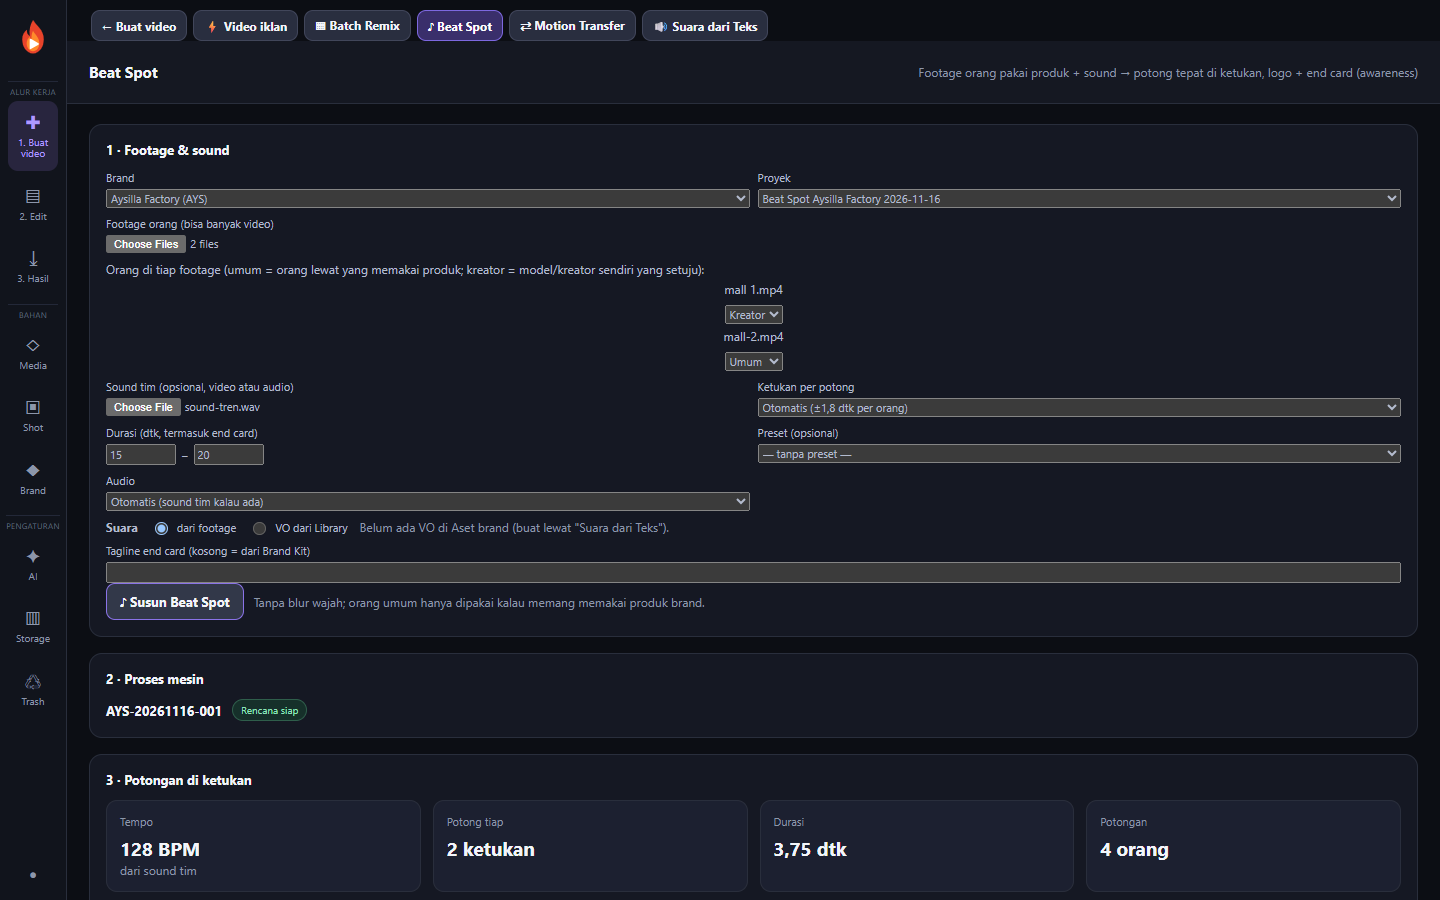 ← Buat video
Video iklan
Batch Remix
♪ Beat Spot
⇄ Motion Transfer
Suara dari Teks
Beat Spot
Footage orang pakai produk + sound → potong tepat di ketukan, logo + end card (awareness)
ALUR KERJA
1. Buat video
2. Edit
3. Hasil
BAHAN
Media
Shot
Brand
PENGATURAN
AI
Storage
Trash
1 · Footage & sound
Brand
Proyek
Aysilla Factory (AYS)
Beat Spot Aysilla Factory 2026-11-16
Footage orang (bisa banyak video)
Choose Files 2 files
Orang di tiap footage (umum = orang lewat yang memakai produk; kreator = model/kreator sendiri yang setuju):
mall 1.mp4
Kreator
mall-2.mp4
Umum
Sound tim (opsional, video atau audio)
Ketukan per potong
Choose File sound-tren.wav
Otomatis (±1,8 dtk per orang)
Durasi (dtk, termasuk end card)
Preset (opsional)
15 – 20
— tanpa preset —
Audio
Otomatis (sound tim kalau ada)
Suara dari footage VO dari Library Belum ada VO di Aset brand (buat lewat "Suara dari Teks").
Tagline end card (kosong = dari Brand Kit)
♪ Susun Beat Spot
Tanpa blur wajah; orang umum hanya dipakai kalau memang memakai produk brand.
2 · Proses mesin
AYS-20261116-001 Rencana siap
3 · Potongan di ketukan
Tempo
128 BPM
dari sound tim
Potong tiap
2 ketukan
Durasi
3,75 dtk
Potongan
4 orang